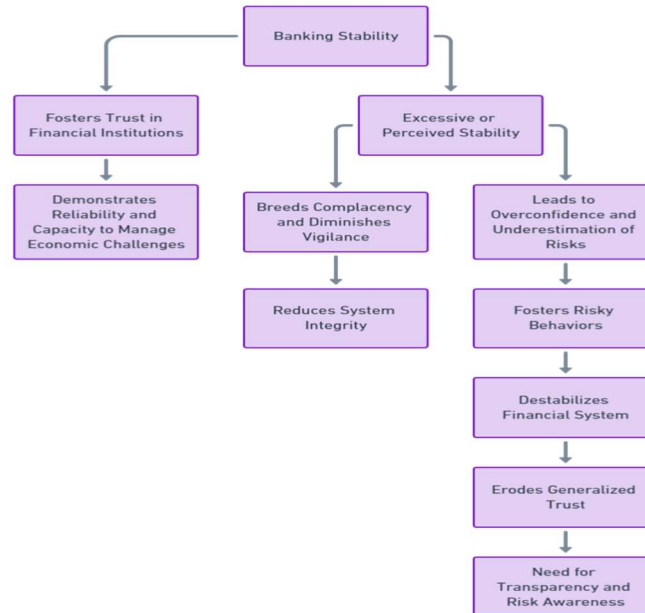 Banking Stability
Fosters Trust in
Financial Institutions
Excessive or
Perceived Stability
Demonstrates
Reliability and
Capacity to Manage
Economic Challenges
Breeds Complacency
and Diminishes
Vigilance
Leads to
Overconfidence and
Underestimation of
Risks
Reduces System
Integrity
Fosters Risky
Behaviors
Destabilizes
Financial System
Erodes Generalized
Trust
Need for
Transparency and
Risk Awareness